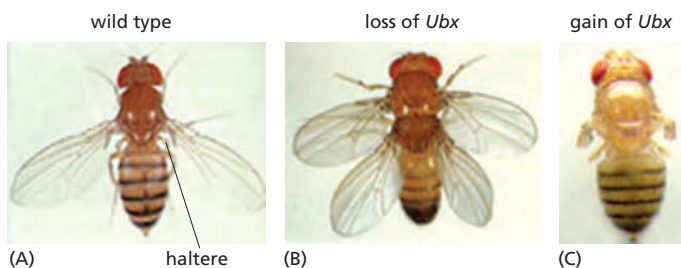 wild type
loss of Ubx
gain of Ubx
(A)
haltere
(B)
(C)